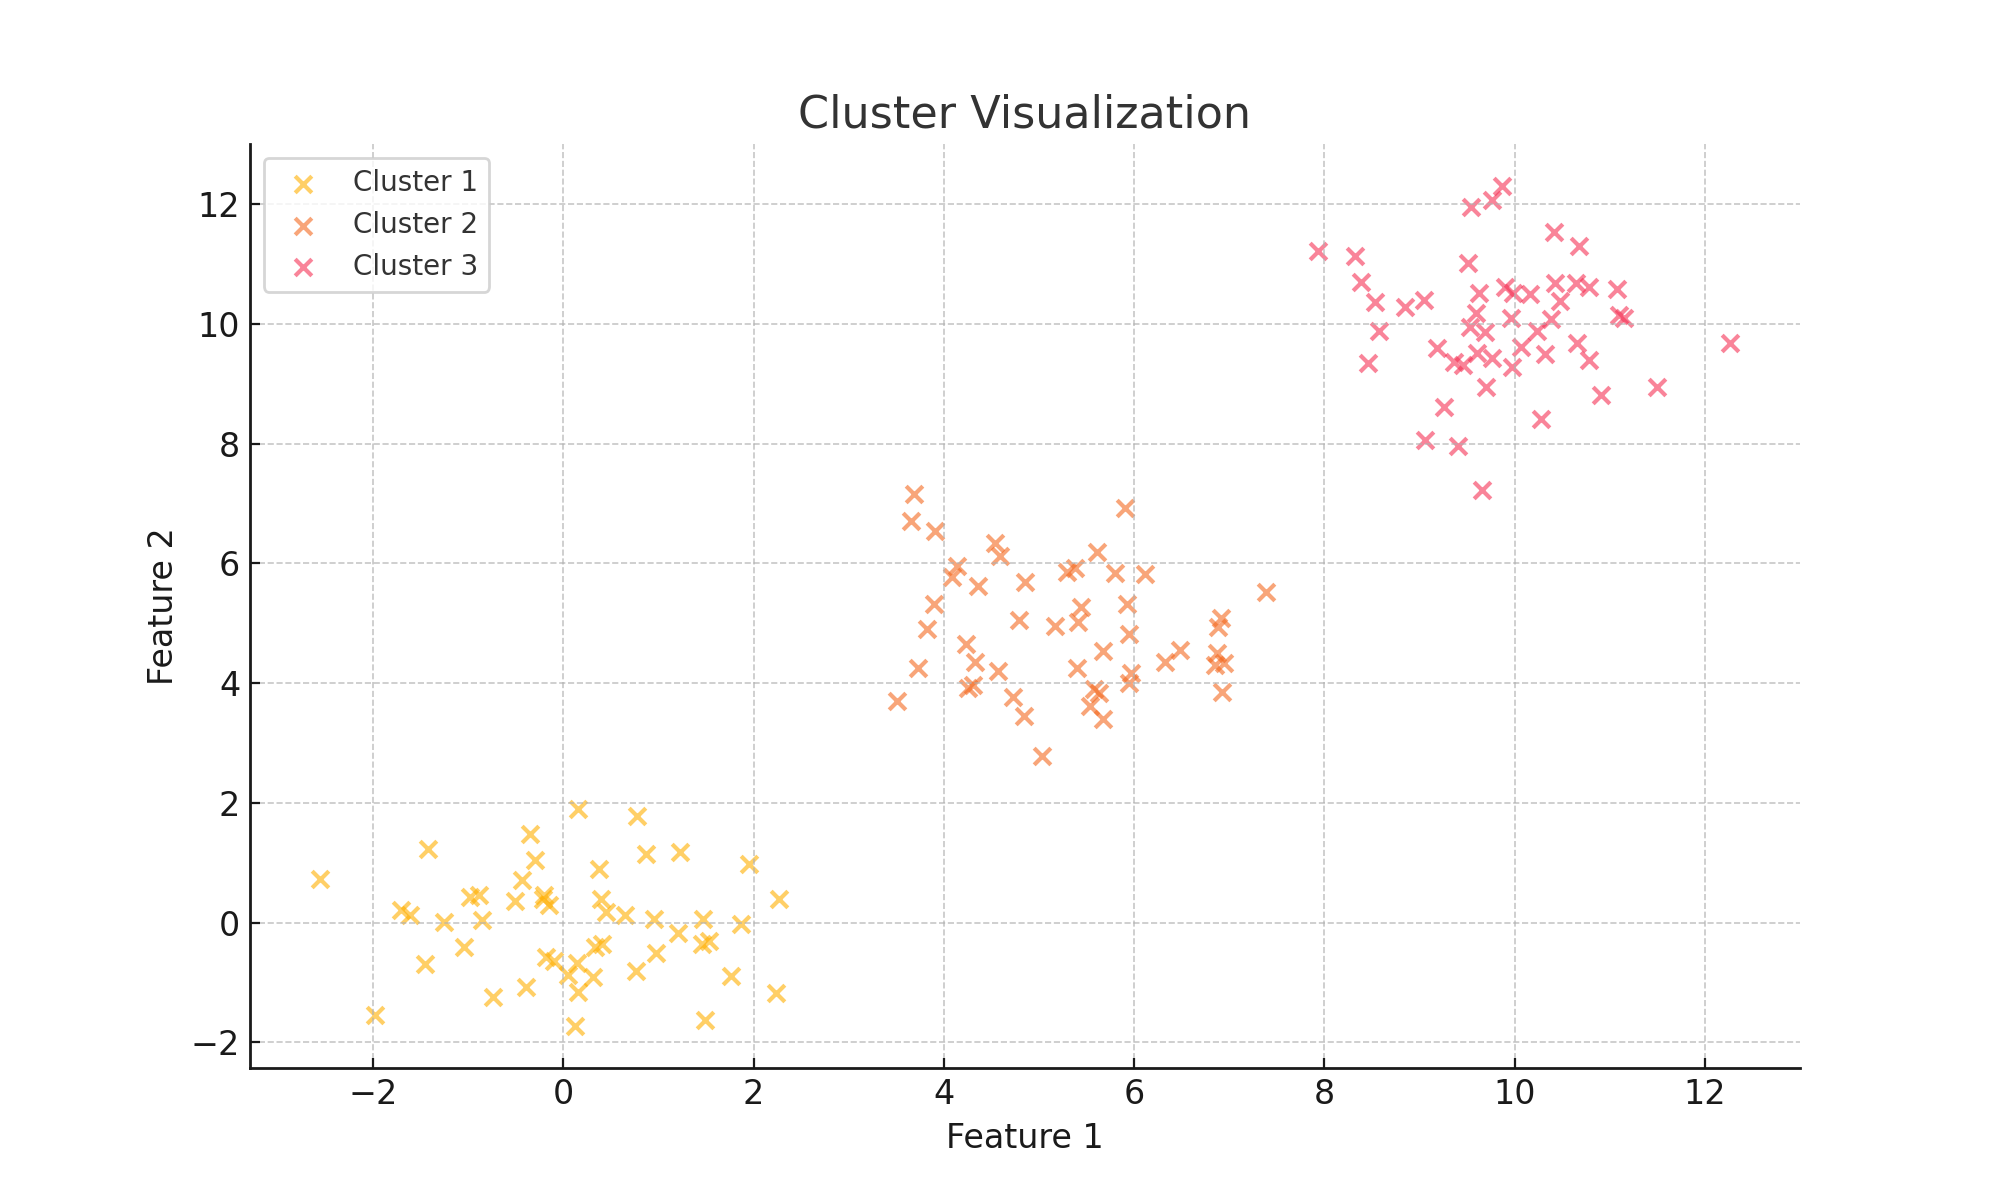 Cluster Visualization
Cluster 1
Cluster 2
Cluster 3
12
10
8
6
4
2
0
−2
Feature 2
−2 0 2 4 6 8 10 12
Feature 1